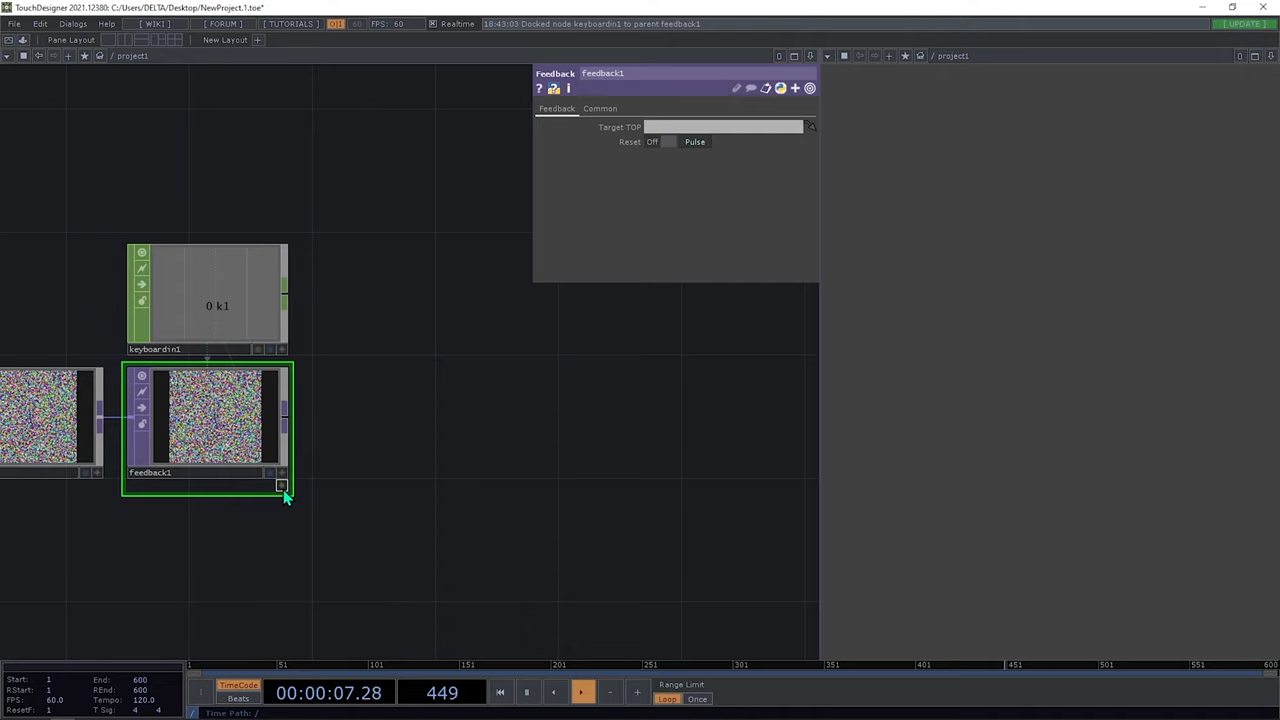 TouchDesigner 2021.12380: C:/Users/DELTA/Desktop/NewProject.1.toe*
File Edit Dialogs Help [ WIKI ] [ FORUM ] [ TUTORIALS ] O|I 60 FPS: 60 Realtime 18:43:03 Docked node keyboardin1 to parent feedback1 [ UPDATE ]
Pane Layout New Layout +
/ project1 0 / project1 0
Feedback feedback1
? ? i
Feedback Common
Target TOP
Reset Off Pulse
0 k1
keyboardin1
feedback1
1 51 101 151 201 251 301 351 401 451 501 551 600
Start: 1 End: 600
RStart: 1 REnd: 600
FPS: 60.0 Tempo: 120.0
ResetF: 1 T Sig: 4 4
TimeCode
Beats
00:00:07.28 449
Range Limit
Loop Once
/ Time Path: /